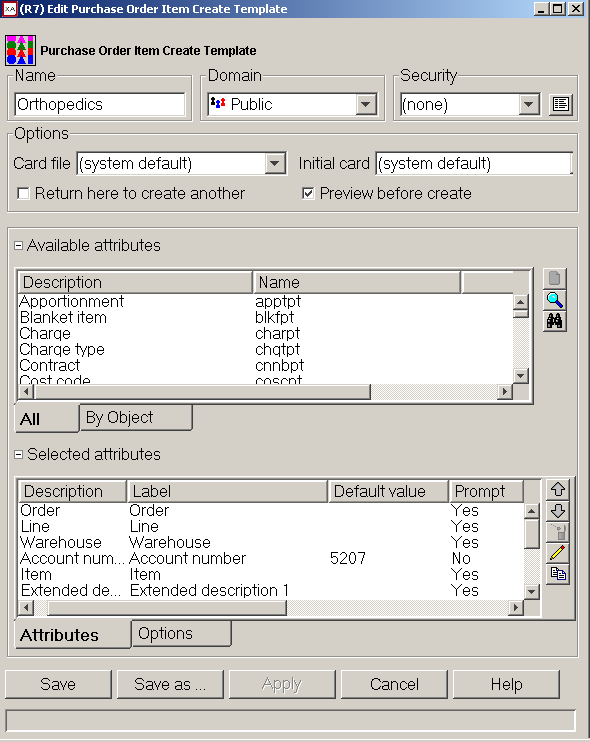 XA (R7) Edit Purchase Order Item Create Template
Purchase Order Item Create Template
Name Domain Security
Orthopedics Public (none)
Options
Card file (system default) Initial card (system default)
Return here to create another Preview before create
Available attributes
Description Name
Apportionment apptpt
Blanket item blkfpt
Charge charpt
Charge type chqtpt
Contract cnnbpt
Cost code coscpt
All By Object
Selected attributes
Description Label Default value Prompt
Order Order Yes
Line Line Yes
Warehouse Warehouse Yes
Account num... Account number 5207 No
Item Item Yes
Extended de... Extended description 1 Yes
Attributes Options
Save Save as ... Apply Cancel Help